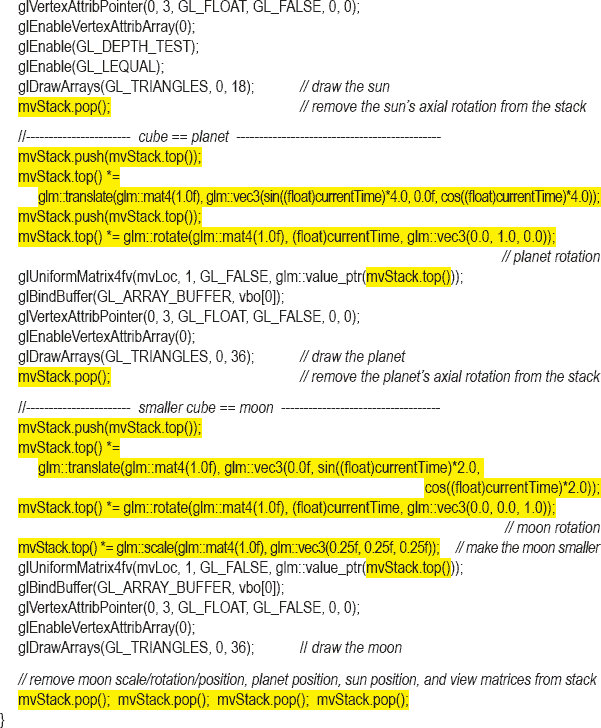 glVertexAttribPointer(0, 3, GL_FLOAT, GL_FALSE, 0, 0);
glEnableVertexAttribArray(0);
glEnable(GL_DEPTH_TEST);
glEnable(GL_LEQUAL);
glDrawArrays(GL_TRIANGLES, 0, 18); // draw the sun
mvStack.pop(); // remove the sun’s axial rotation from the stack
//----------------------- cube == planet ---------------------------------------------
mvStack.push(mvStack.top());
mvStack.top() *=
glm::translate(glm::mat4(1.0f), glm::vec3(sin((float)currentTime)*4.0, 0.0f, cos((float)currentTime)*4.0));
mvStack.push(mvStack.top());
mvStack.top() *= glm::rotate(glm::mat4(1.0f), (float)currentTime, glm::vec3(0.0, 1.0, 0.0));
// planet rotation
glUniformMatrix4fv(mvLoc, 1, GL_FALSE, glm::value_ptr(mvStack.top()));
glBindBuffer(GL_ARRAY_BUFFER, vbo[0]);
glVertexAttribPointer(0, 3, GL_FLOAT, GL_FALSE, 0, 0);
glEnableVertexAttribArray(0);
glDrawArrays(GL_TRIANGLES, 0, 36); // draw the planet
mvStack.pop(); // remove the planet’s axial rotation from the stack
//----------------------- smaller cube == moon -----------------------------------
mvStack.push(mvStack.top());
mvStack.top() *=
glm::translate(glm::mat4(1.0f), glm::vec3(0.0f, sin((float)currentTime)*2.0,
cos((float)currentTime)*2.0));
mvStack.top() *= glm::rotate(glm::mat4(1.0f), (float)currentTime, glm::vec3(0.0, 0.0, 1.0));
// moon rotation
mvStack.top() *= glm::scale(glm::mat4(1.0f), glm::vec3(0.25f, 0.25f, 0.25f)); // make the moon smaller
glUniformMatrix4fv(mvLoc, 1, GL_FALSE, glm::value_ptr(mvStack.top()));
glBindBuffer(GL_ARRAY_BUFFER, vbo[0]);
glVertexAttribPointer(0, 3, GL_FLOAT, GL_FALSE, 0, 0);
glEnableVertexAttribArray(0);
glDrawArrays(GL_TRIANGLES, 0, 36); // draw the moon
// remove moon scale/rotation/position, planet position, sun position, and view matrices from stack
mvStack.pop(); mvStack.pop(); mvStack.pop(); mvStack.pop();
}